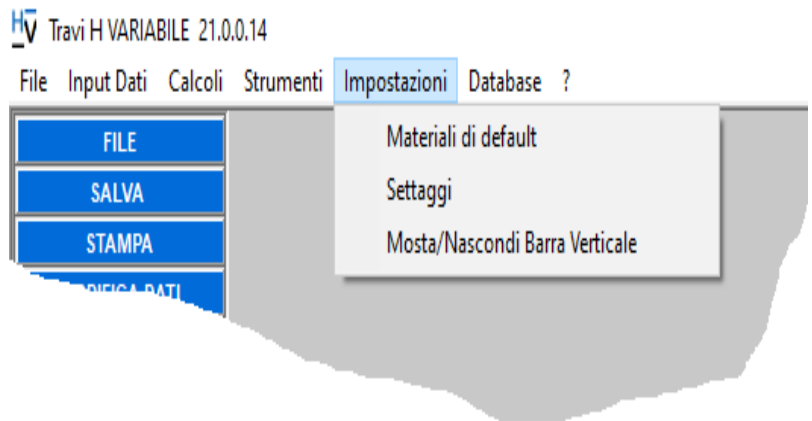 HV Travi H VARIABILE 21.0.0.14
File Input Dati Calcoli Strumenti Impostazioni Database ?
FILE
SALVA
STAMPA
Materiali di default
Settaggi
Mosta/Nascondi Barra Verticale